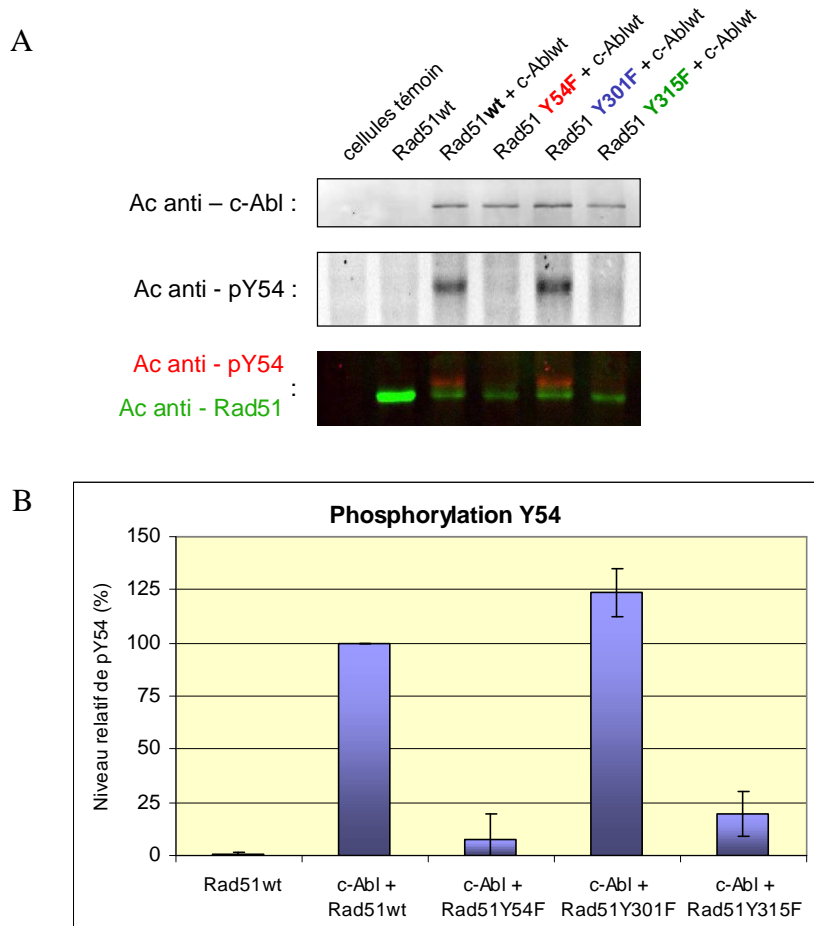 A
cellules témoin
Rad51wt
Rad51wt + c-Ablwt
Rad51 Y54F + c-Ablwt
Rad51 Y301F + c-Ablwt
Rad51 Y315F + c-Ablwt
Ac anti – c-Abl :
Ac anti - pY54 :
Ac anti - pY54
:
Ac anti - Rad51
B
Phosphorylation Y54
Niveau relatif de pY54 (%)
150
125
100
75
50
25
0
Rad51wt
c-Abl + Rad51wt
c-Abl + Rad51Y54F
c-Abl + Rad51Y301F
c-Abl + Rad51Y315F